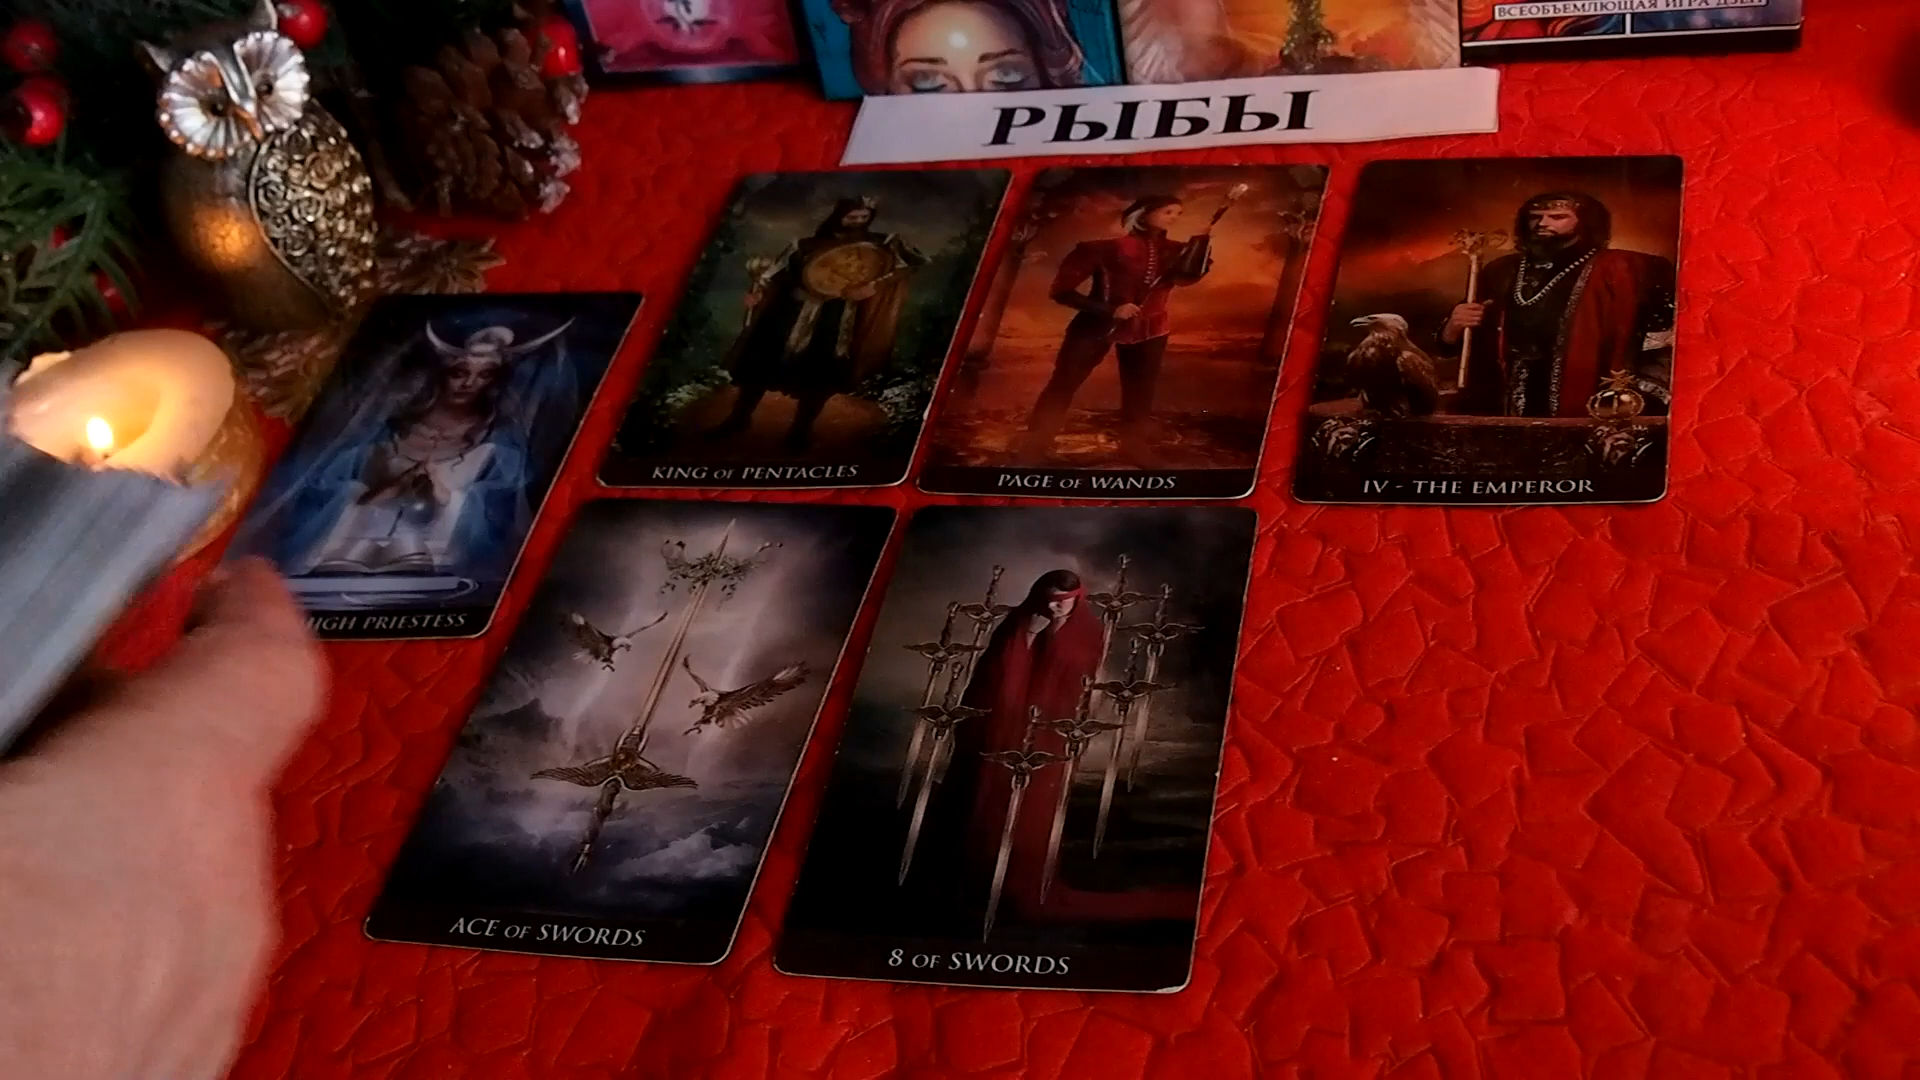 ВСЕОБЪЕМЛЮЩАЯ ИГРА ДЗЕН
РЫБЫ
KING OF PENTACLES
PAGE OF WANDS
IV - THE EMPEROR
HIGH PRIESTESS
ACE OF SWORDS
8 OF SWORDS